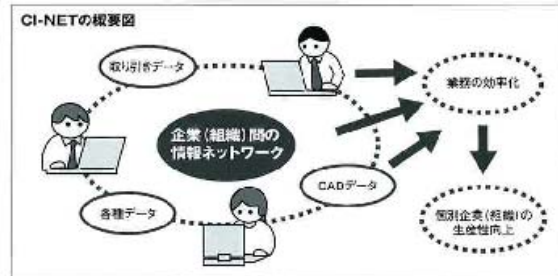 CI-NETの概要図
取り引きデータ
業務の効率化
企業(組織)間の
情報ネットワーク
CADデータ
各種データ
個別企業(組織)の
生産性向上